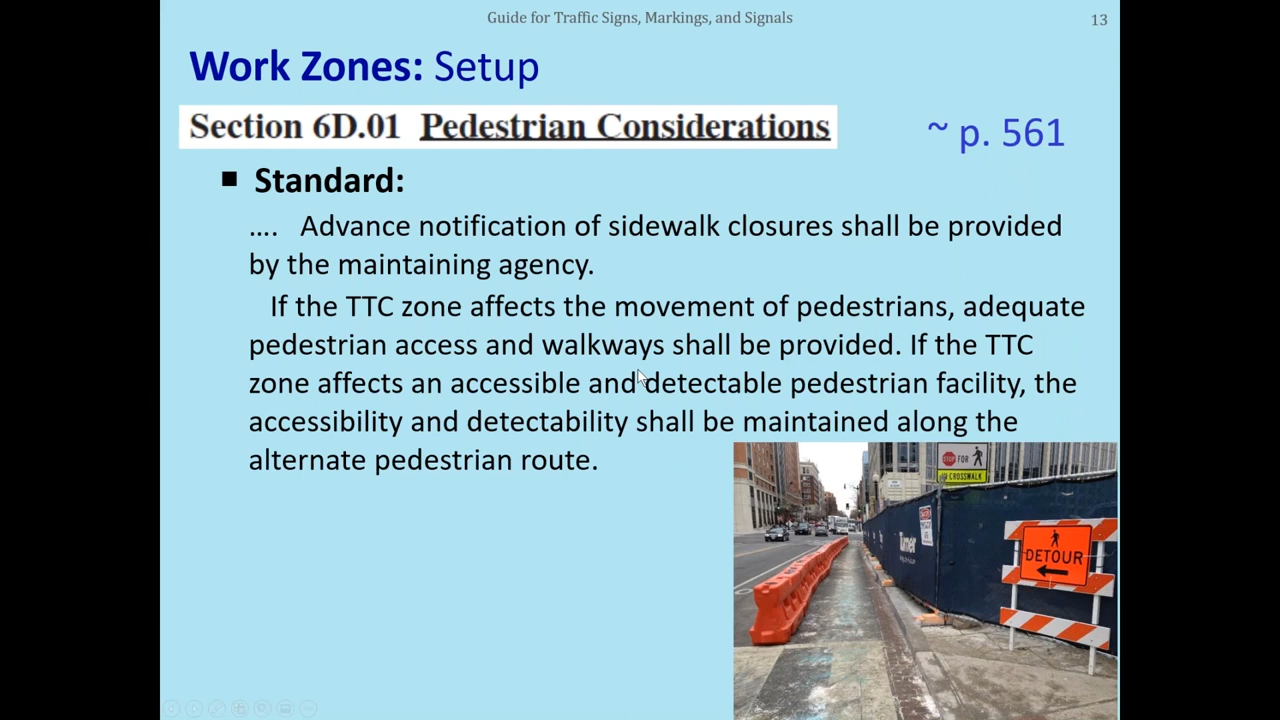 Guide for Traffic Signs, Markings, and Signals
13
Work Zones: Setup
Section 6D.01 Pedestrian Considerations
~ p. 561
■ Standard:
.... Advance notification of sidewalk closures shall be provided
by the maintaining agency.
If the TTC zone affects the movement of pedestrians, adequate
pedestrian access and walkways shall be provided. If the TTC
zone affects an accessible and detectable pedestrian facility, the
accessibility and detectability shall be maintained along the
alternate pedestrian route.
STOP FOR
IN CROSSWALK
DANGER
Turner
DETOUR